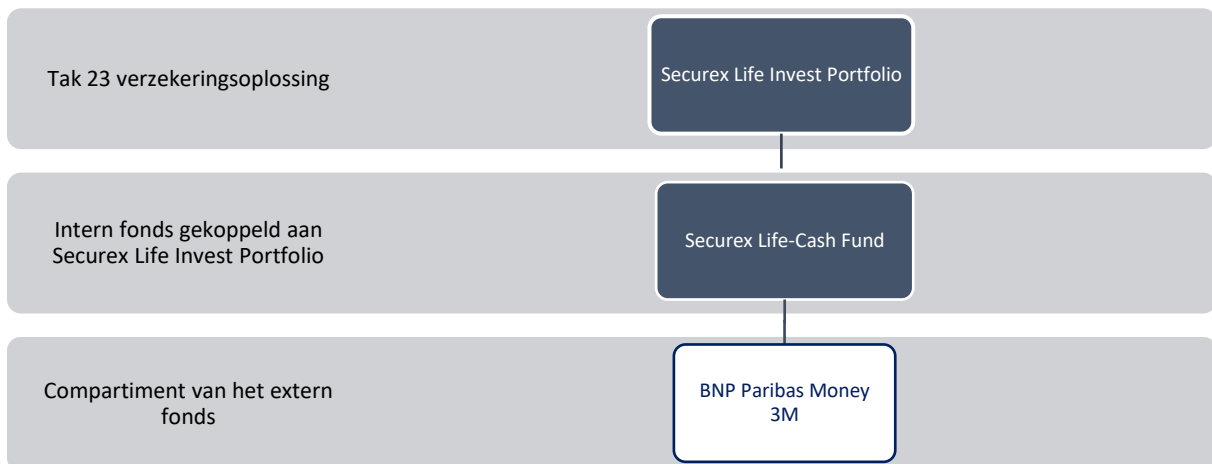 Tak 23 verzekeringsoplossing
Securex Life Invest Portfolio
Intern fonds gekoppeld aan
Securex Life Invest Portfolio
Securex Life-Cash Fund
Compartiment van het extern
fonds
BNP Paribas Money
3M